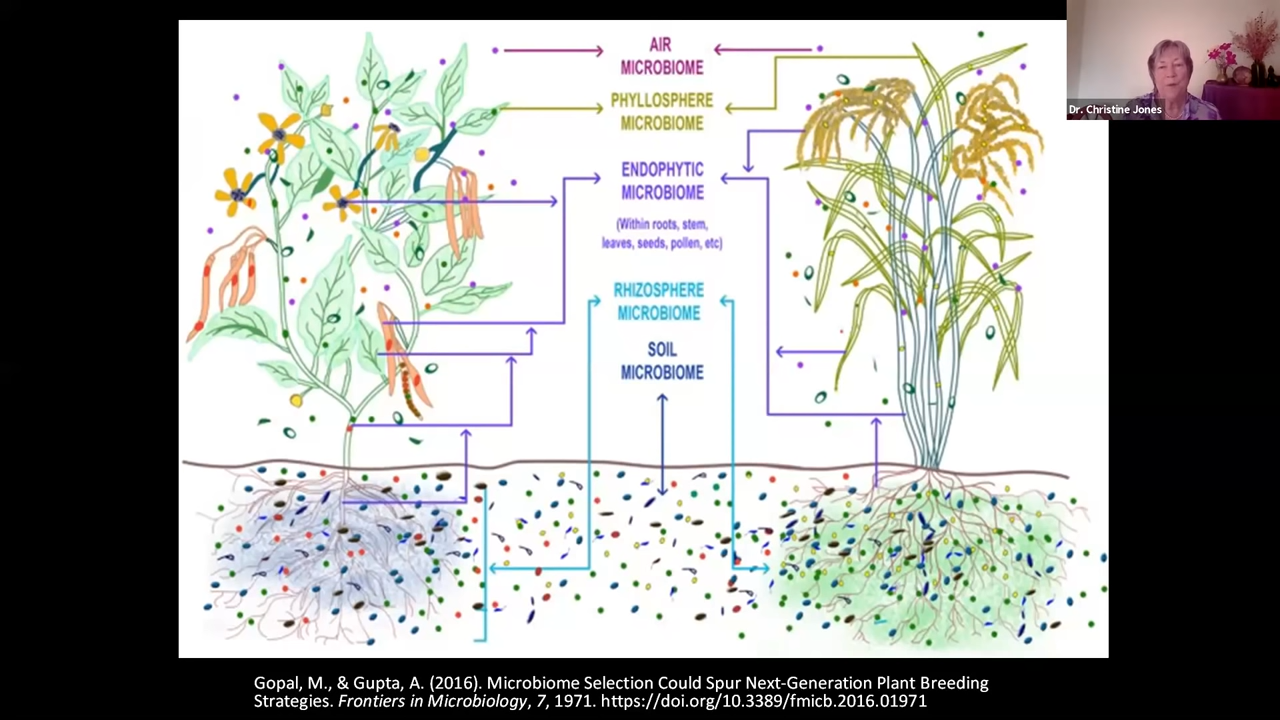 AIR
MICROBIOME
PHYLLOSPHERE
MICROBIOME
ENDOPHYTIC
MICROBIOME
(Within roots, stem,
leaves, seeds, pollen, etc)
RHIZOSPHERE
MICROBIOME
SOIL
MICROBIOME
Dr. Christine Jones
Gopal, M., & Gupta, A. (2016). Microbiome Selection Could Spur Next-Generation Plant Breeding
Strategies. Frontiers in Microbiology, 7, 1971. https://doi.org/10.3389/fmicb.2016.01971